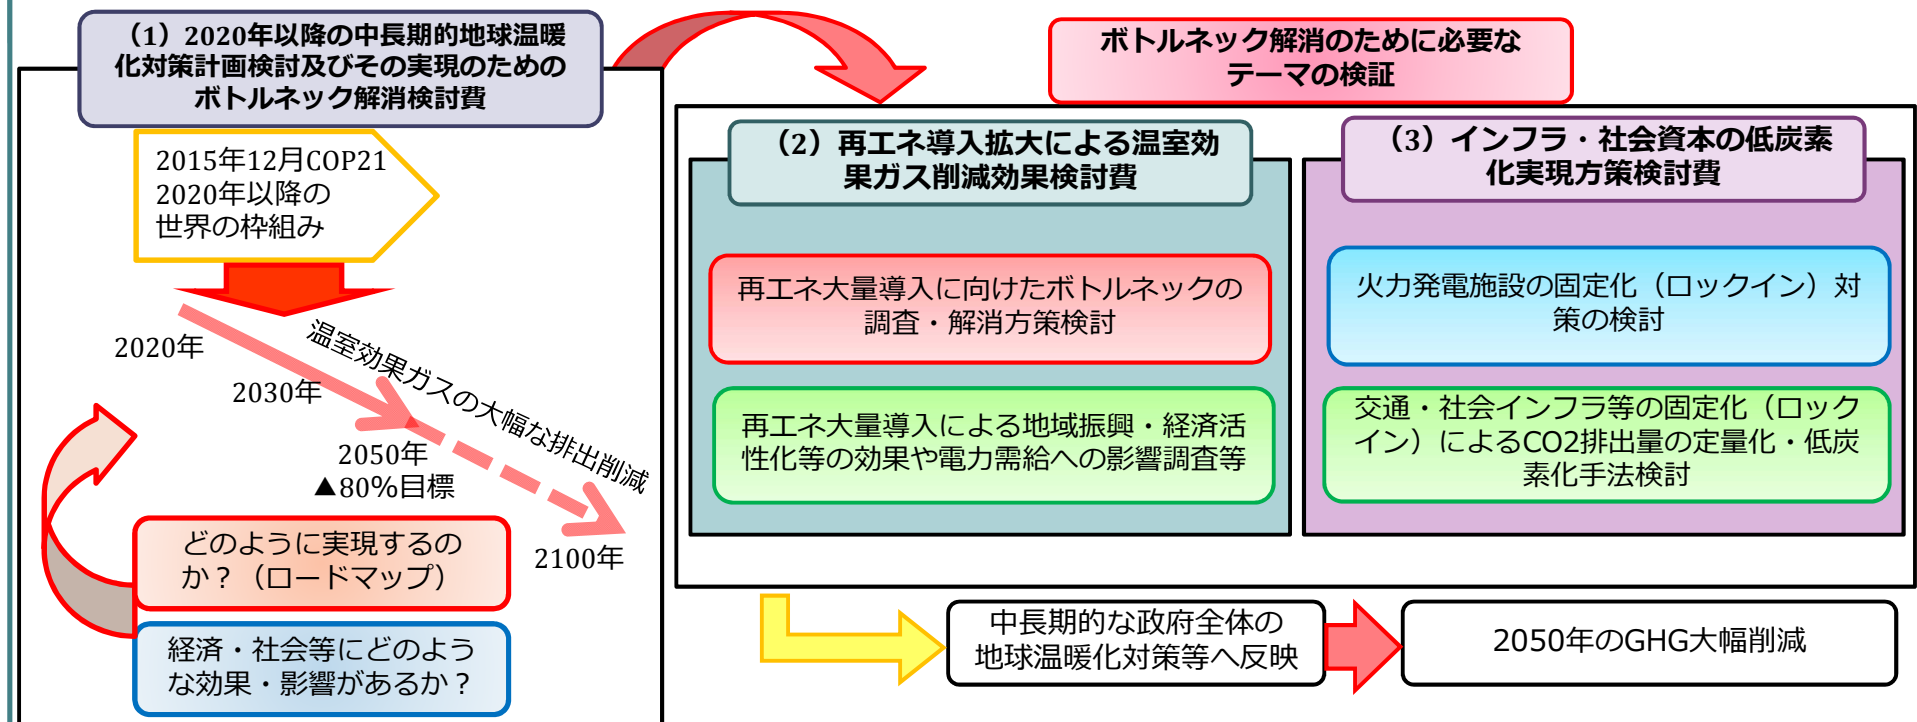 （1）2020年以降の中長期的地球温暖
化対策計画検討及びその実現のための
ボトルネック解消検討費
2015年12月COP21
2020年以降の
世界の枠組み
2020年
2030年
2050年
▲80%目標
2100年
温室効果ガスの大幅な排出削減
どのように実現するの
か？（ロードマップ）
経済・社会等にどのよう
な効果・影響があるか？
ボトルネック解消のために必要な
テーマの検証
（2）再エネ導入拡大による温室効
果ガス削減効果検討費
再エネ大量導入に向けたボトルネックの
調査・解消方策検討
再エネ大量導入による地域振興・経済活
性化等の効果や電力需給への影響調査等
（3）インフラ・社会資本の低炭素
化実現方策検討費
火力発電施設の固定化（ロックイン）対
策の検討
交通・社会インフラ等の固定化（ロック
イン）によるCO2排出量の定量化・低炭
素化手法検討
中長期的な政府全体の
地球温暖化対策等へ反映
2050年のGHG大幅削減